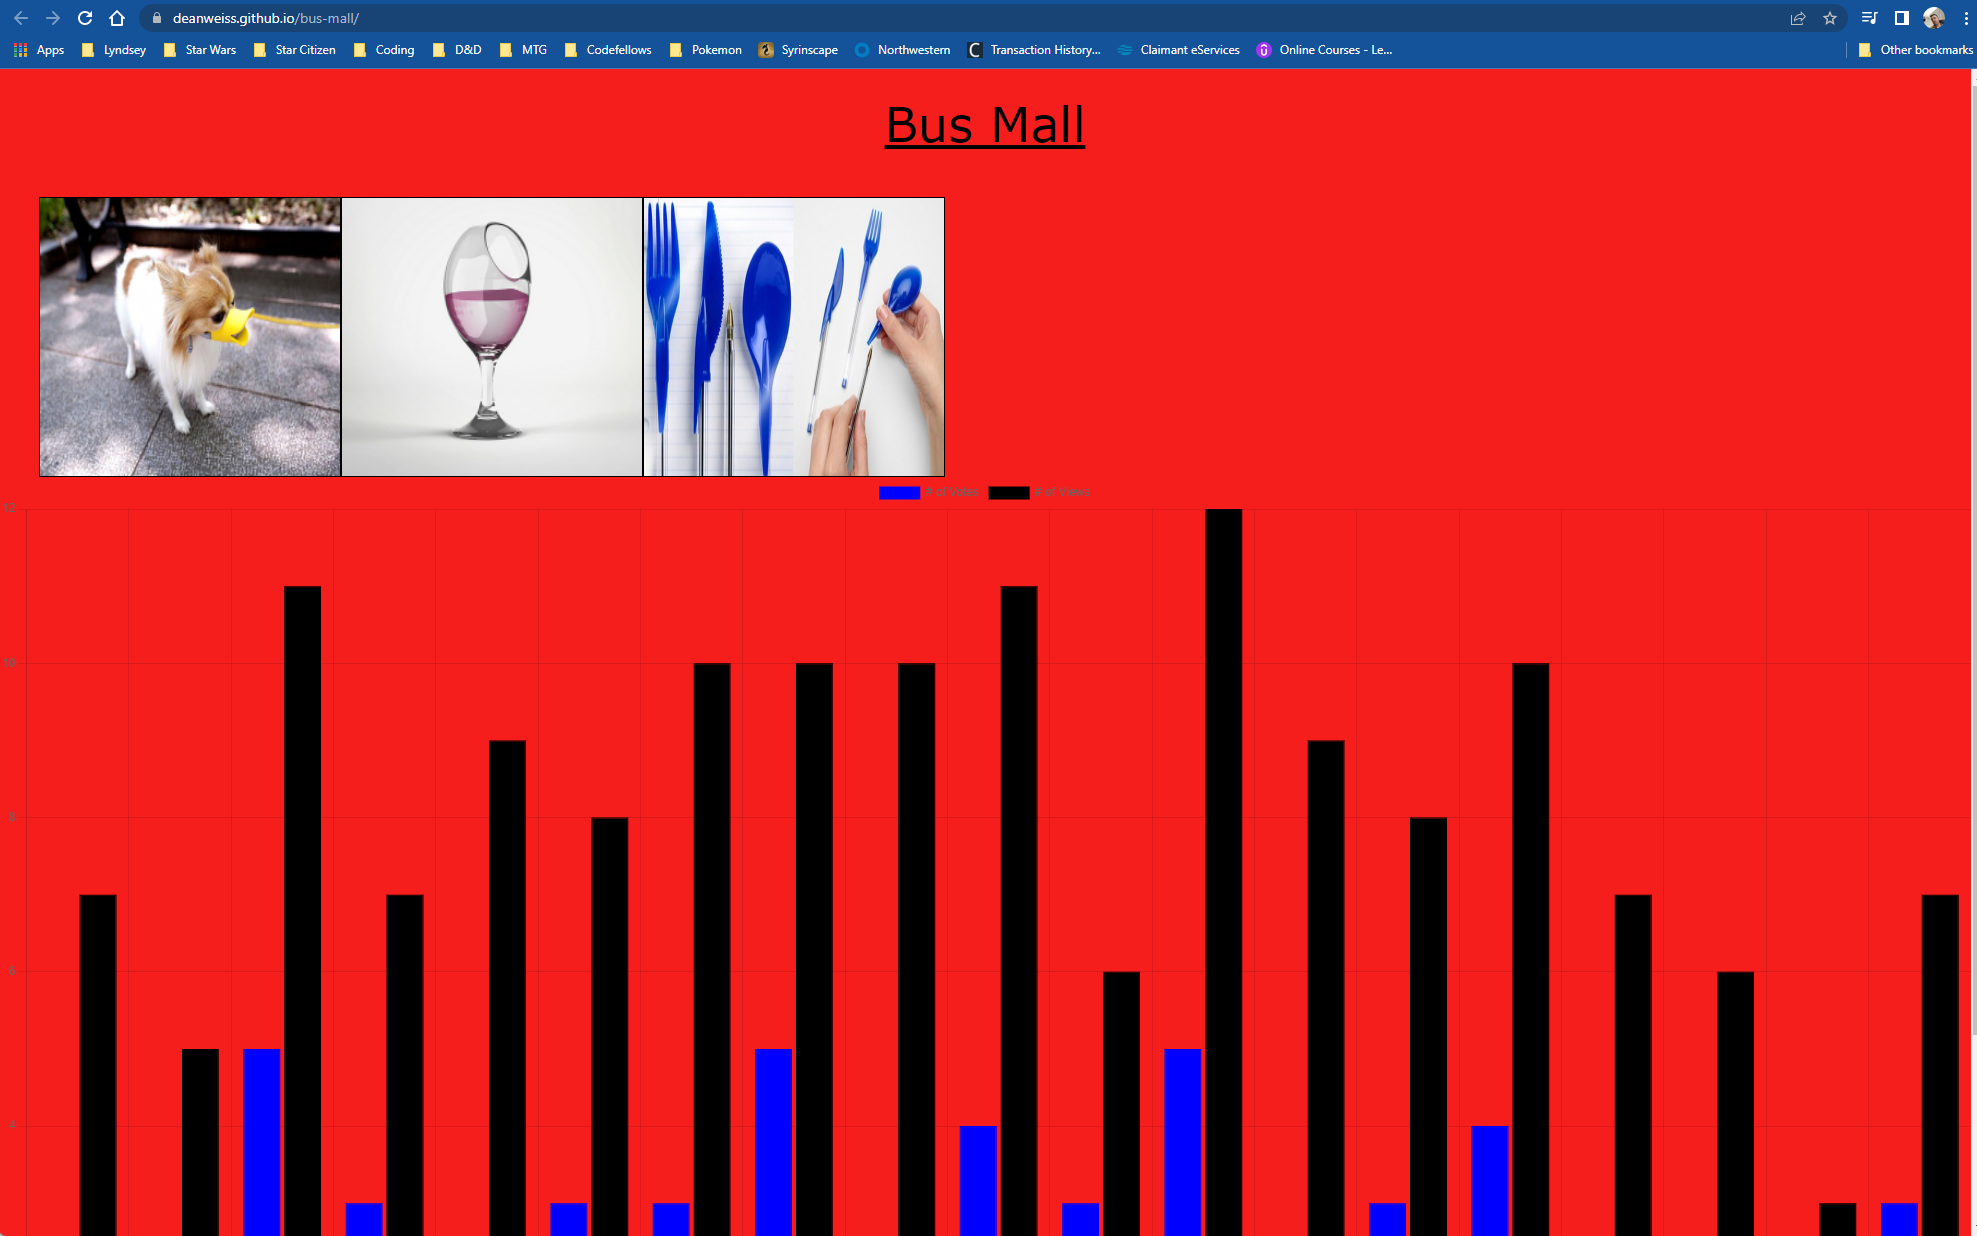 deanweiss.github.io/bus-mall/
Apps Lyndsey Star Wars Star Citizen Coding D&D MTG Codefellows Pokemon Syrinscape Northwestern Transaction History... Claimant eServices Online Courses - Le... Other bookmarks
Bus Mall
# of Votes # of Views
12
10
8
6
4